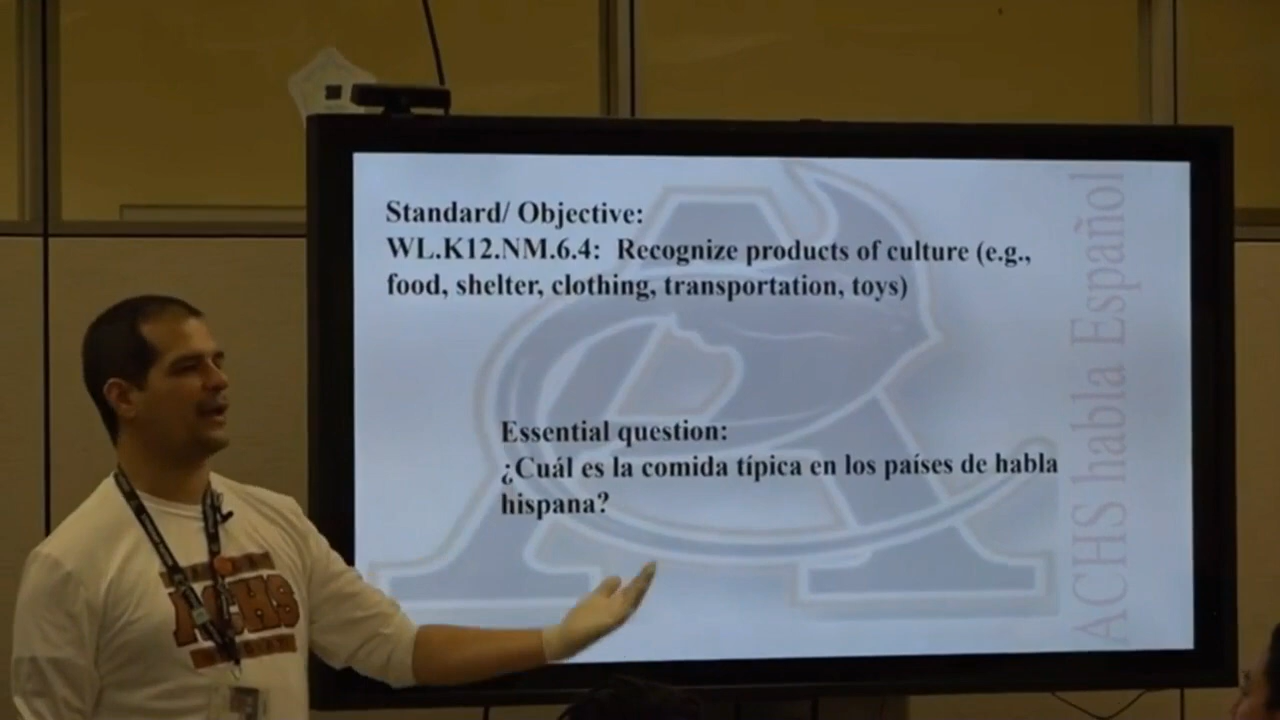 Standard/ Objective:
WL.K12.NM.6.4: Recognize products of culture (e.g.,
food, shelter, clothing, transportation, toys)
Essential question:
¿Cuál es la comida típica en los países de habla
hispana?
ACHS habla Español
ACHS